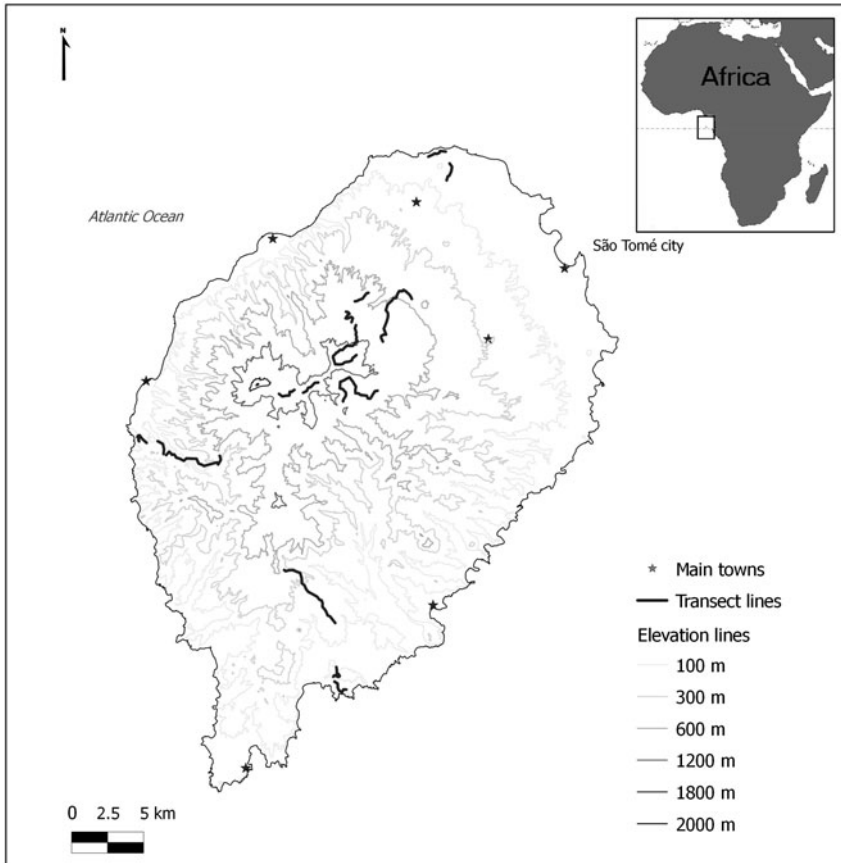 N
Africa
Atlantic Ocean
São Tomé city
Main towns
Transect lines
Elevation lines
100 m
300 m
600 m
1200 m
1800 m
2000 m
0 2.5 5 km